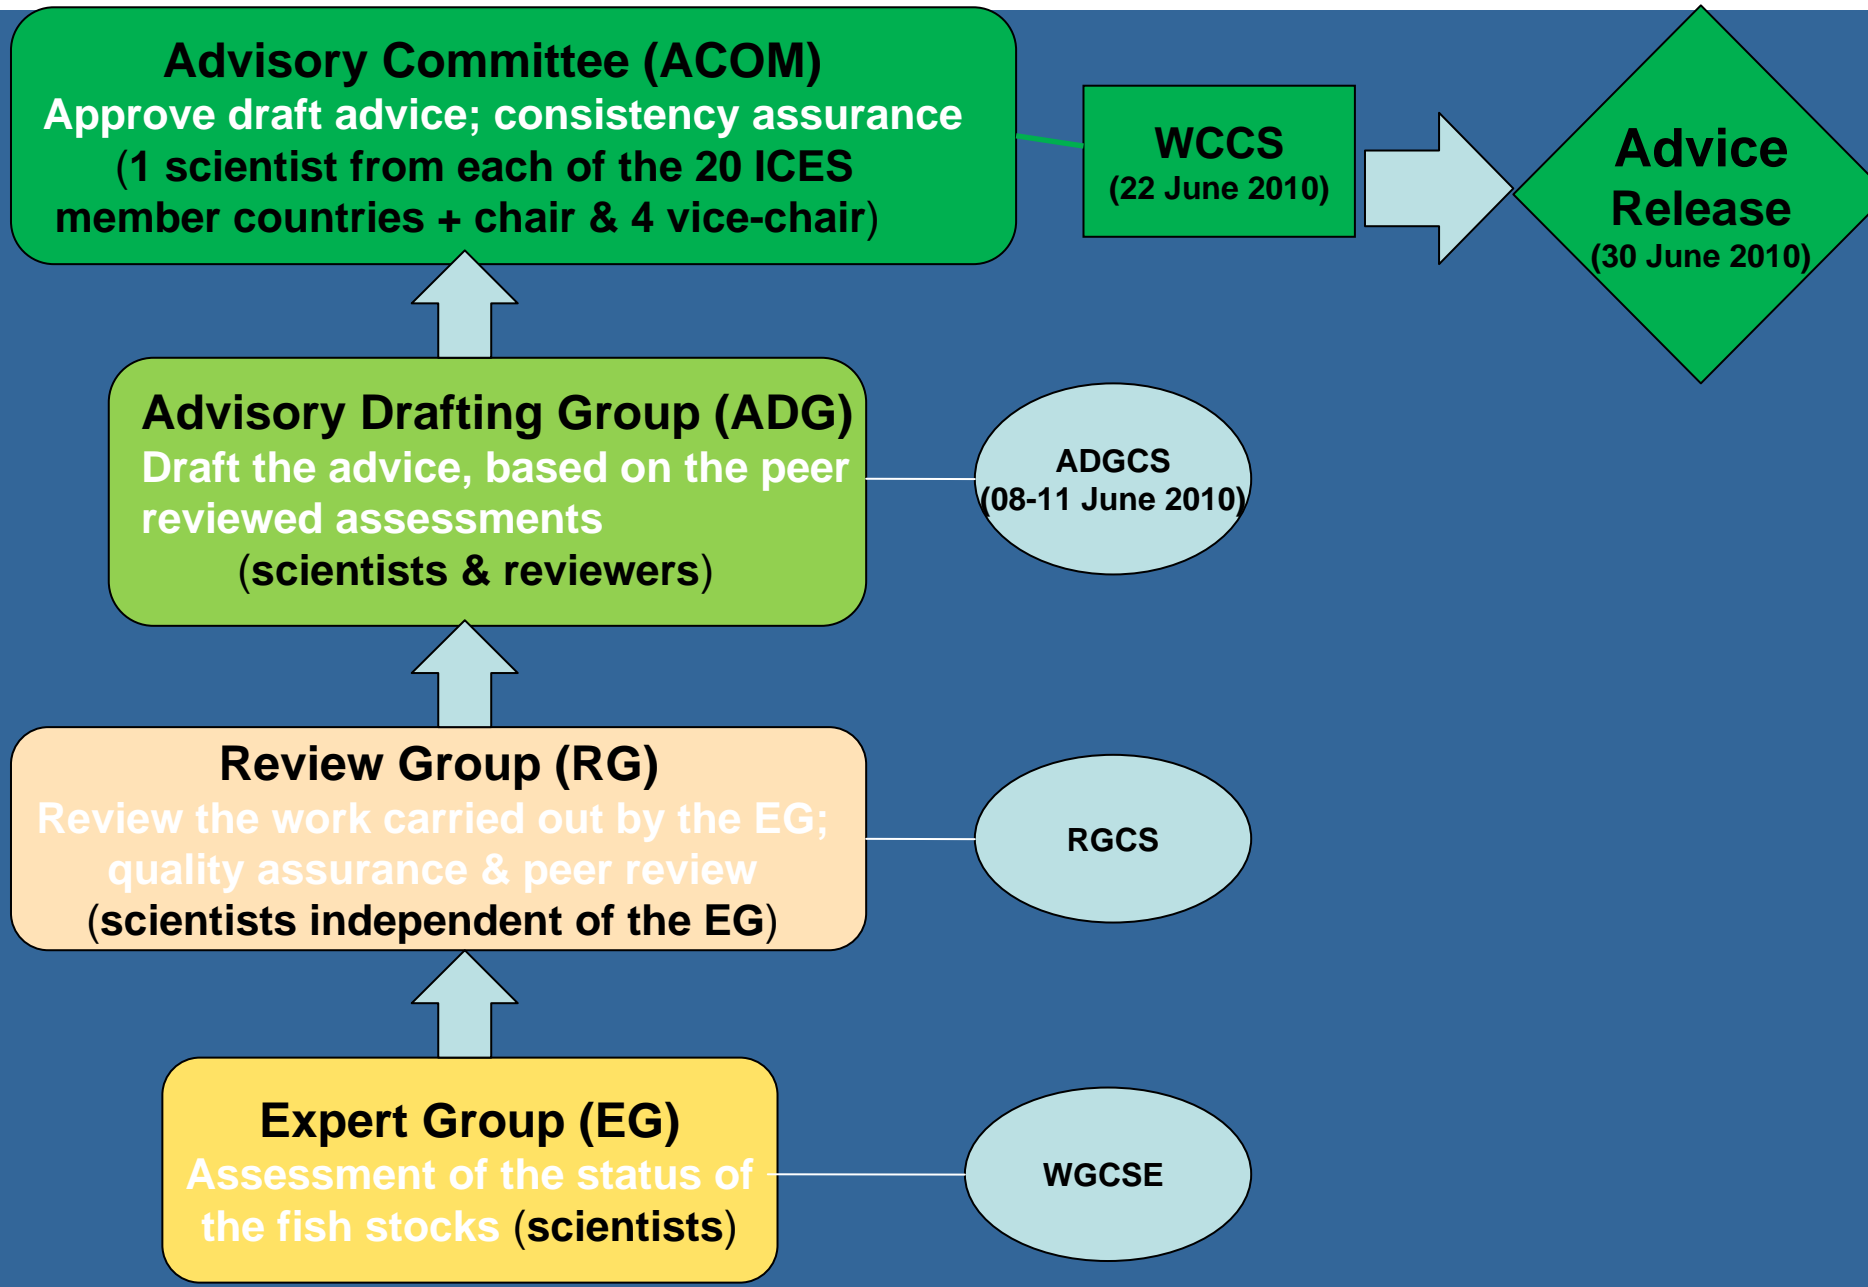 Advisory Committee (ACOM)
Approve draft advice; consistency assurance
(1 scientist from each of the 20 ICES
member countries + chair & 4 vice-chair)
WCCS
(22 June 2010)
Advice
Release
(30 June 2010)
Advisory Drafting Group (ADG)
Draft the advice, based on the peer
reviewed assessments
(scientists & reviewers)
ADGCS
(08-11 June 2010)
Review Group (RG)
Review the work carried out by the EG;
quality assurance & peer review
(scientists independent of the EG)
RGCS
Expert Group (EG)
Assessment of the status of
the fish stocks (scientists)
WGCSE